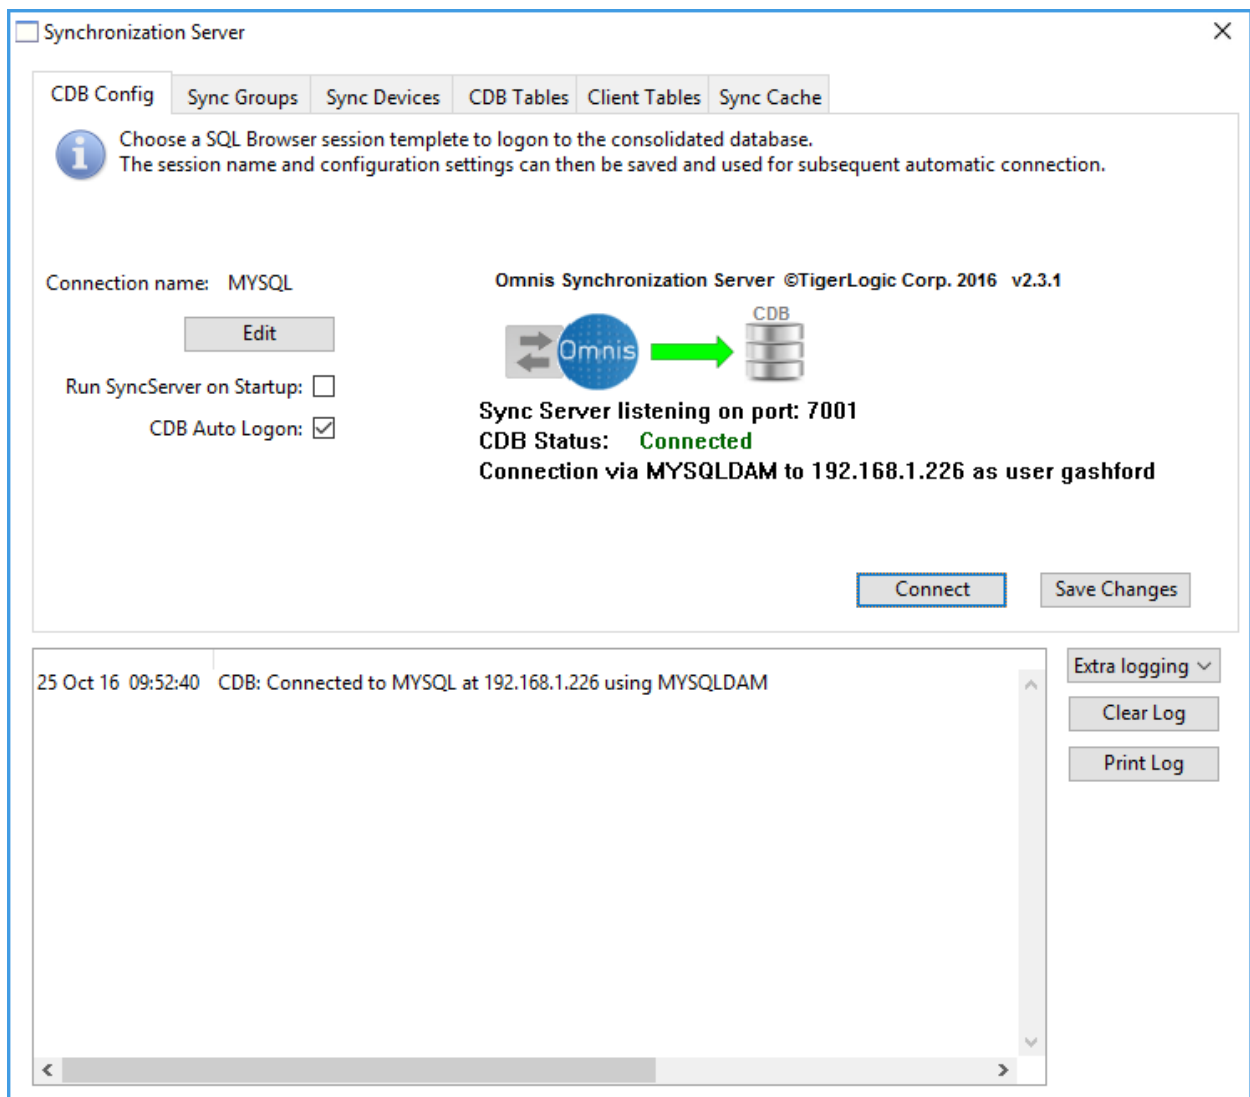 Synchronization Server
CDB Config Sync Groups Sync Devices CDB Tables Client Tables Sync Cache
Choose a SQL Browser session templete to logon to the consolidated database.
The session name and configuration settings can then be saved and used for subsequent automatic connection.
Connection name: MYSQL
Edit
Run SyncServer on Startup:
CDB Auto Logon:
Omnis Synchronization Server ©TigerLogic Corp. 2016 v2.3.1
CDB
Omnis
Sync Server listening on port: 7001
CDB Status: Connected
Connection via MYSQLDAM to 192.168.1.226 as user gashford
Connect Save Changes
25 Oct 16 09:52:40 CDB: Connected to MYSQL at 192.168.1.226 using MYSQLDAM
Extra logging
Clear Log
Print Log